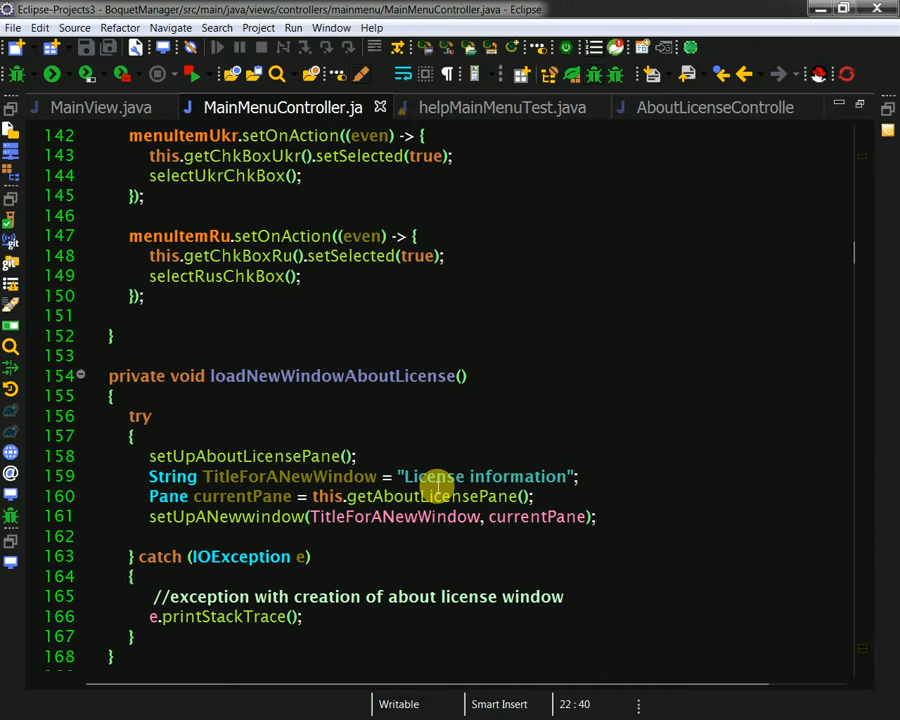 Eclipse-Projects3 - BoquetManager/src/main/java/views/controllers/mainmenu/MainMenuController.java - Eclipse
File Edit Source Refactor Navigate Search Project Run Window Help
MainView.java MainMenuController.ja helpMainMenuTest.java AboutLicenseControlle
142 menuItemUkr.setOnAction((even) -> {
143 this.getChkBoxUkr().setSelected(true);
144 selectUkrChkBox();
145 });
146
147 menuItemRu.setOnAction((even) -> {
148 this.getChkBoxRu().setSelected(true);
149 selectRusChkBox();
150 });
151
152 }
153
154 private void loadNewWindowAboutLicense()
155 {
156 try
157 {
158 setUpAboutLicensePane();
159 String TitleForANewWindow = "License information";
160 Pane currentPane = this.getAboutLicensePane();
161 setUpANewwindow(TitleForANewWindow, currentPane);
163 } catch (IOException e)
164 {
165 //exception with creation of about license window
166 e.printStackTrace();
167 }
168 }
Writable Smart Insert 22 : 40